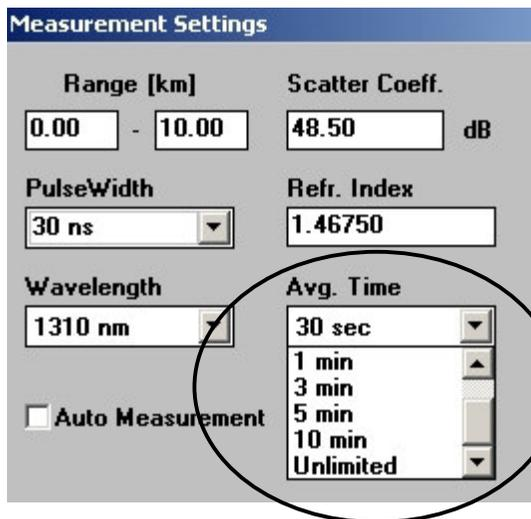 Measurement Settings
Range [km]
0.00 - 10.00
Scatter Coeff.
48.50 dB
PulseWidth
30 ns
Refr. Index
1.46750
Wavelength
1310 nm
Avg. Time
30 sec
1 min
3 min
5 min
10 min
Unlimited
Auto Measurement